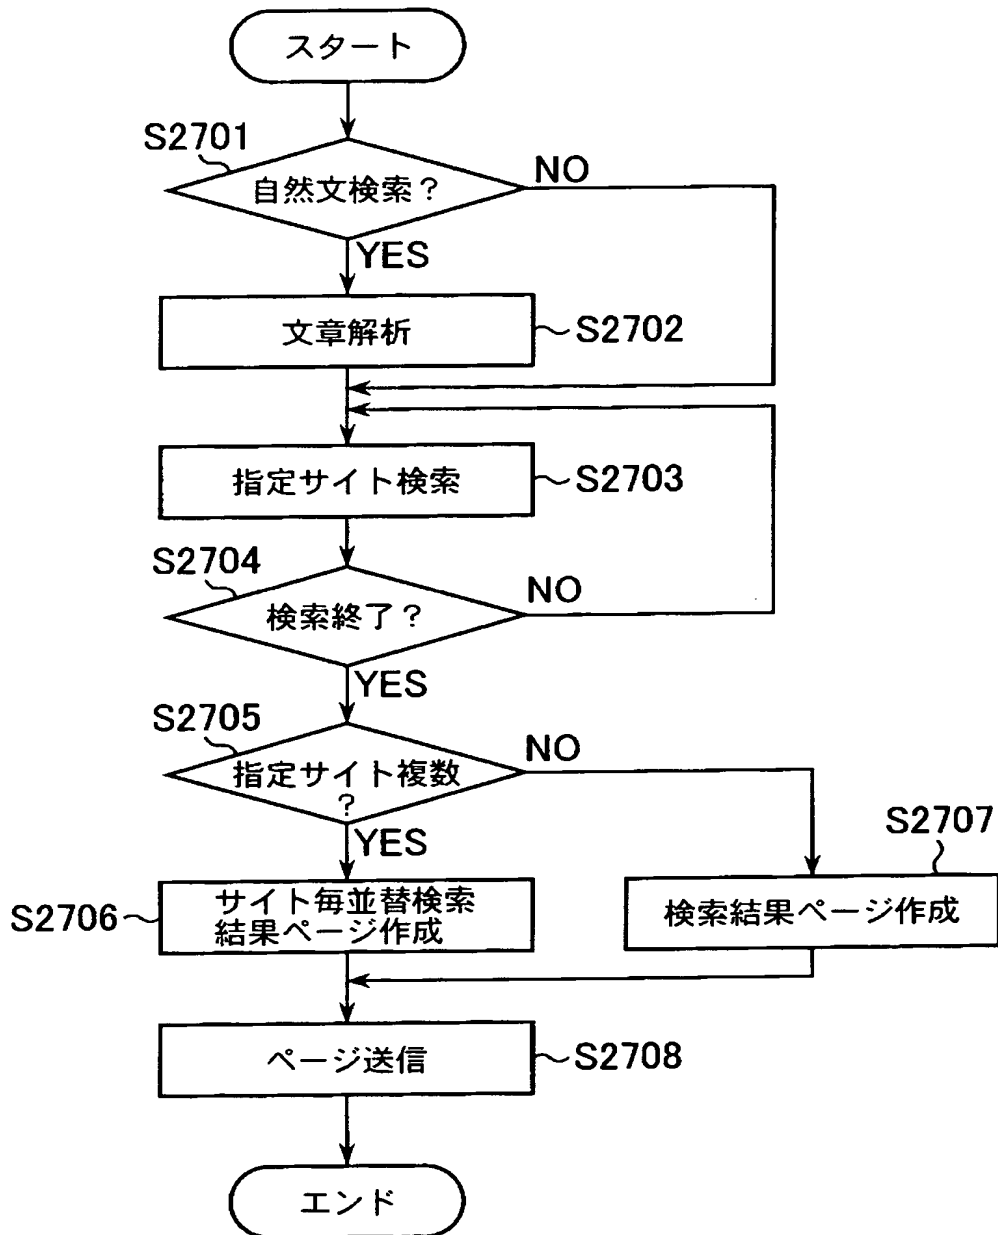 スタート
S2701
自然文検索?
NO
YES
文章解析
S2702
指定サイト検索
S2703
S2704
検索終了?
NO
YES
S2705
指定サイト複数
?
NO
YES
S2707
S2706
サイト毎並替検索
結果ページ作成
検索結果ページ作成
ページ送信
S2708
エンド